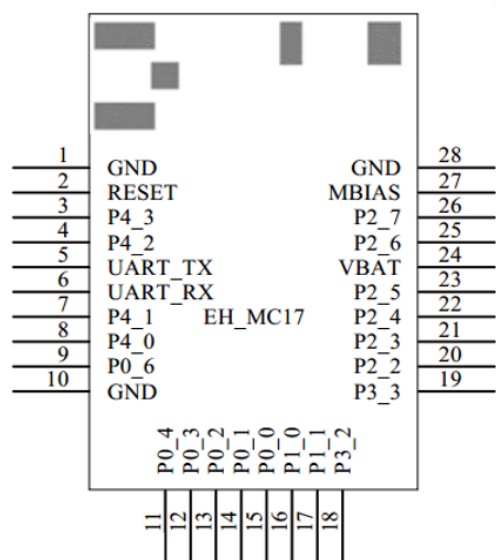 1 GND GND 28
2 RESET MBIAS 27
3 P4_3 P2_7 26
4 P4_2 P2_6 25
5 UART_TX VBAT 24
6 UART_RX P2_5 23
7 P4_1 EH_MC17 P2_4 22
8 P4_0 P2_3 21
9 P0_6 P2_2 20
10 GND P3_3 19
P0_4
P0_3
P0_2
P0_1
P0_0
P1_0
P1_1
P3_2
11
12
13
14
15
16
17
18